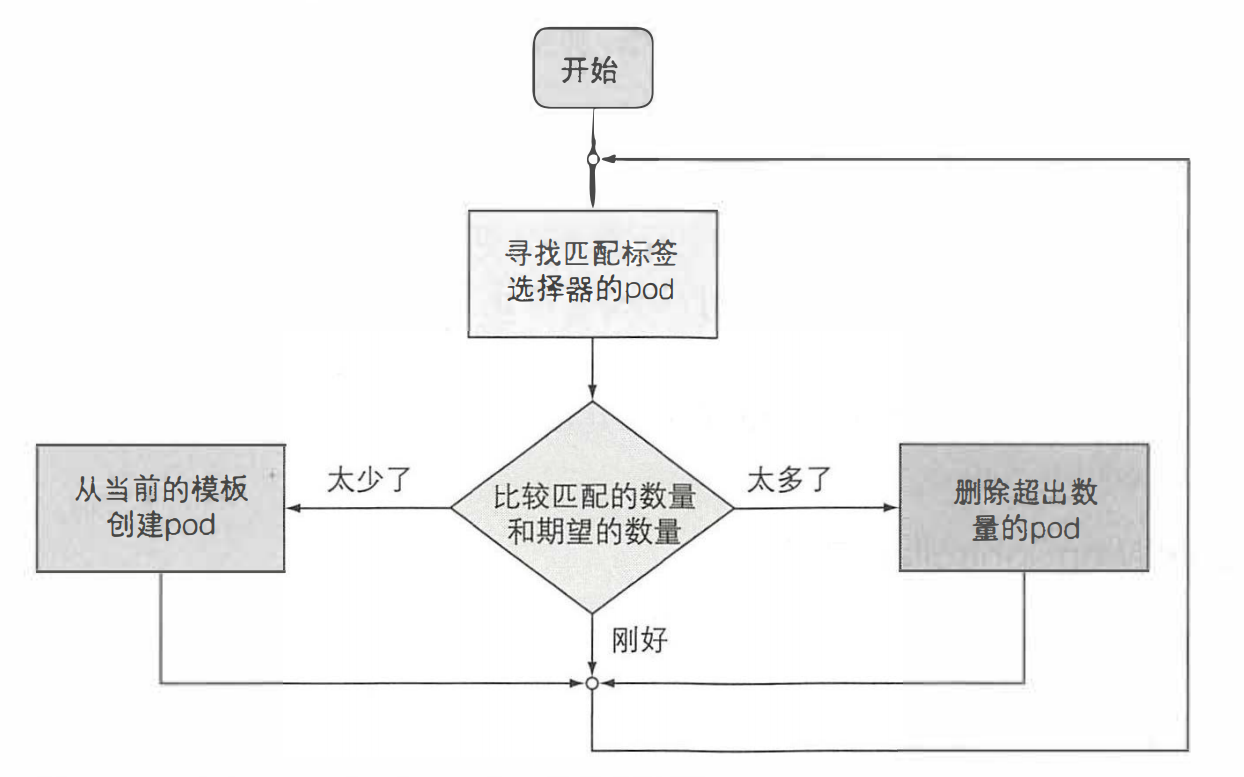 开始
寻找匹配标签
选择器的pod
太少了
太多了
从当前的模板
创建pod
比较匹配的数量
和期望的数量
删除超出数
量的pod
刚好